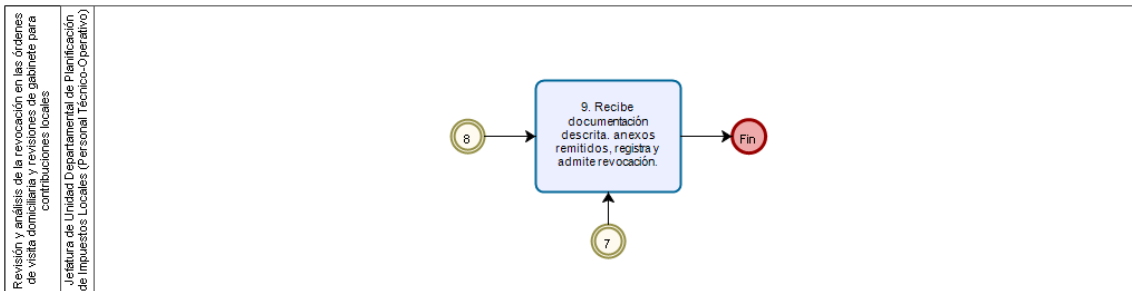 Revisión y análisis de la revocación en las órdenes
de visita domiciliaria y revisiones de gabinete para
contribuciones locales
Jefatura de Unidad Departamental de Planificación
de Impuestos Locales (Personal Técnico-Operativo)
9. Recibe
documentación
descrita. anexos
remitidos, registra y
admite revocación.
8
Fin
7